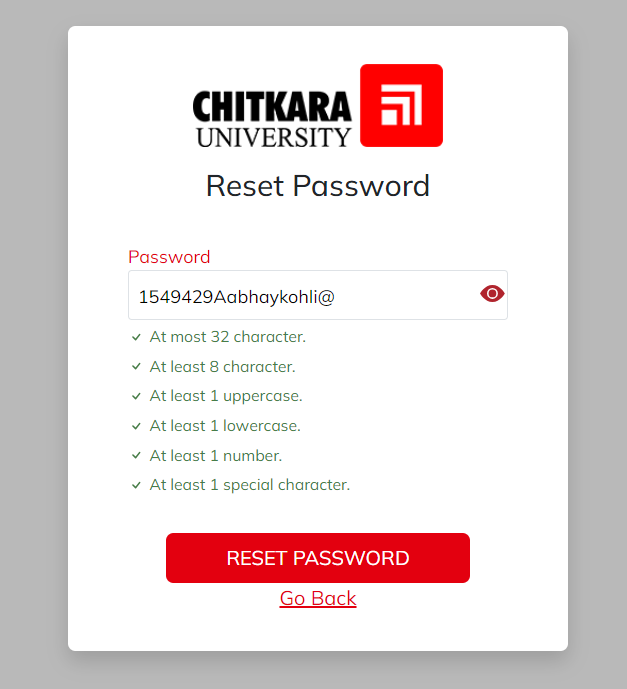 CHITKARA
UNIVERSITY
Reset Password
Password
1549429Aabhaykohli@
At most 32 character.
At least 8 character.
At least 1 uppercase.
At least 1 lowercase.
At least 1 number.
At least 1 special character.
RESET PASSWORD
Go Back